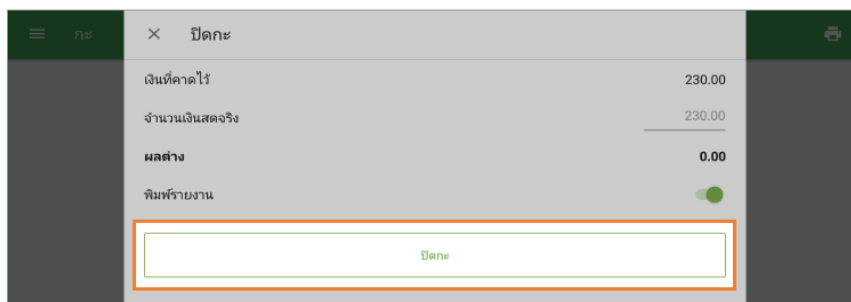 กะ
ปิดกะ
เงินที่คาดไว้ 230.00
จำนวนเงินสดจริง 230.00
ผลต่าง 0.00
พิมพ์รายงาน
ปิดกะ